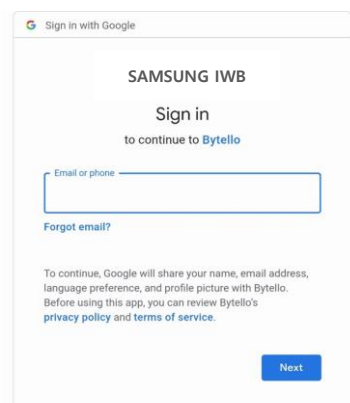 Sign in with Google
SAMSUNG IWB
Sign in
to continue to Bytello
Email or phone
Forgot email?
To continue, Google will share your name, email address,
language preference, and profile picture with Bytello.
Before using this app, you can review Bytello's
privacy policy and terms of service.
Next